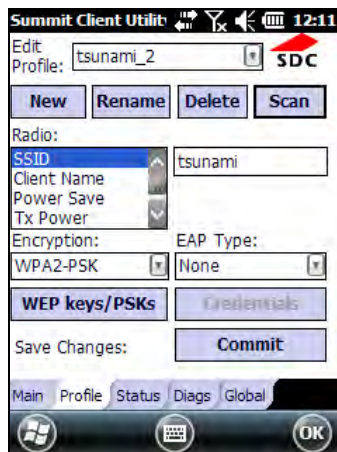 Summit Client Utility 12:11
Edit Profile: tsunami_2 SDC
New Rename Delete Scan
Radio:
SSID tsunami
Client Name
Power Save
Tx Power
Encryption: EAP Type:
WPA2-PSK None
WEP keys/PSKs Credentials
Save Changes: Commit
Main Profile Status Diags Global
OK